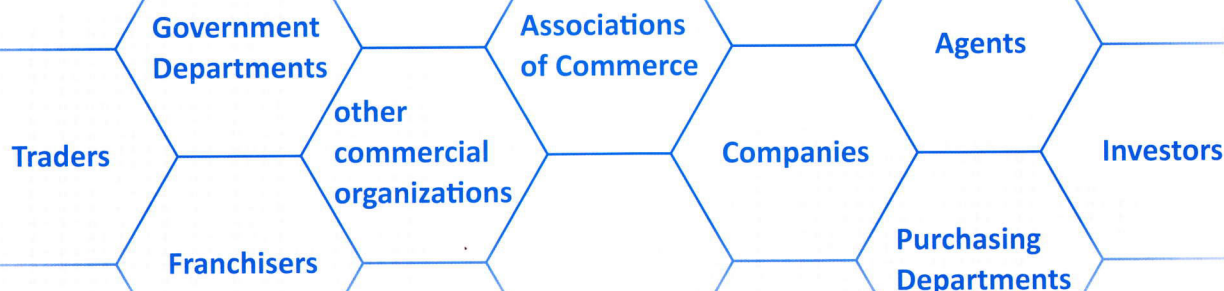 Government
Departments
Associations
of Commerce
Agents
Traders
other
commercial
organizations
Companies
Investors
Franchisers
Purchasing
Departments